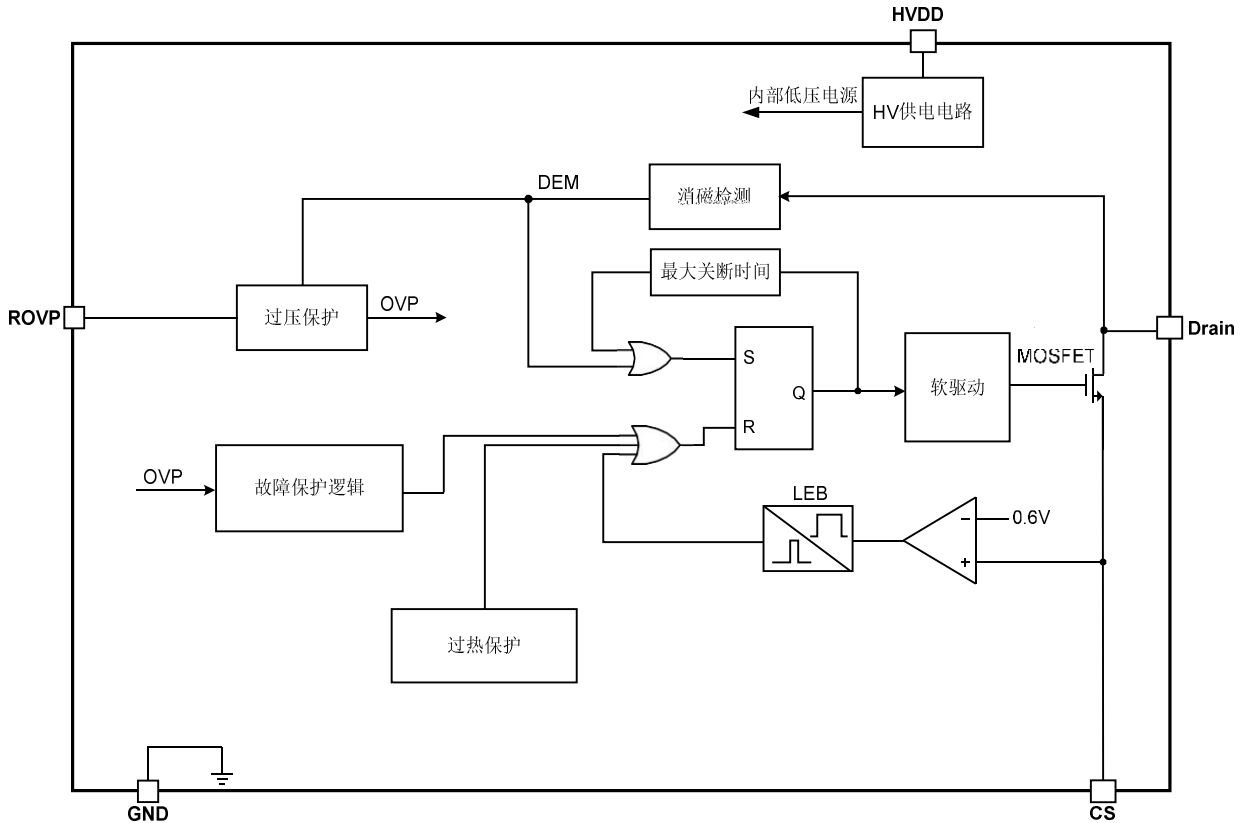 HVDD
内部低压电源
HV供电电路
DEM
消磁检测
最大关断时间
ROVP
过压保护
OVP
Drain
MOSFET
S
Q
R
软驱动
OVP
故障保护逻辑
LEB
-
0.6V
+
过热保护
GND
CS